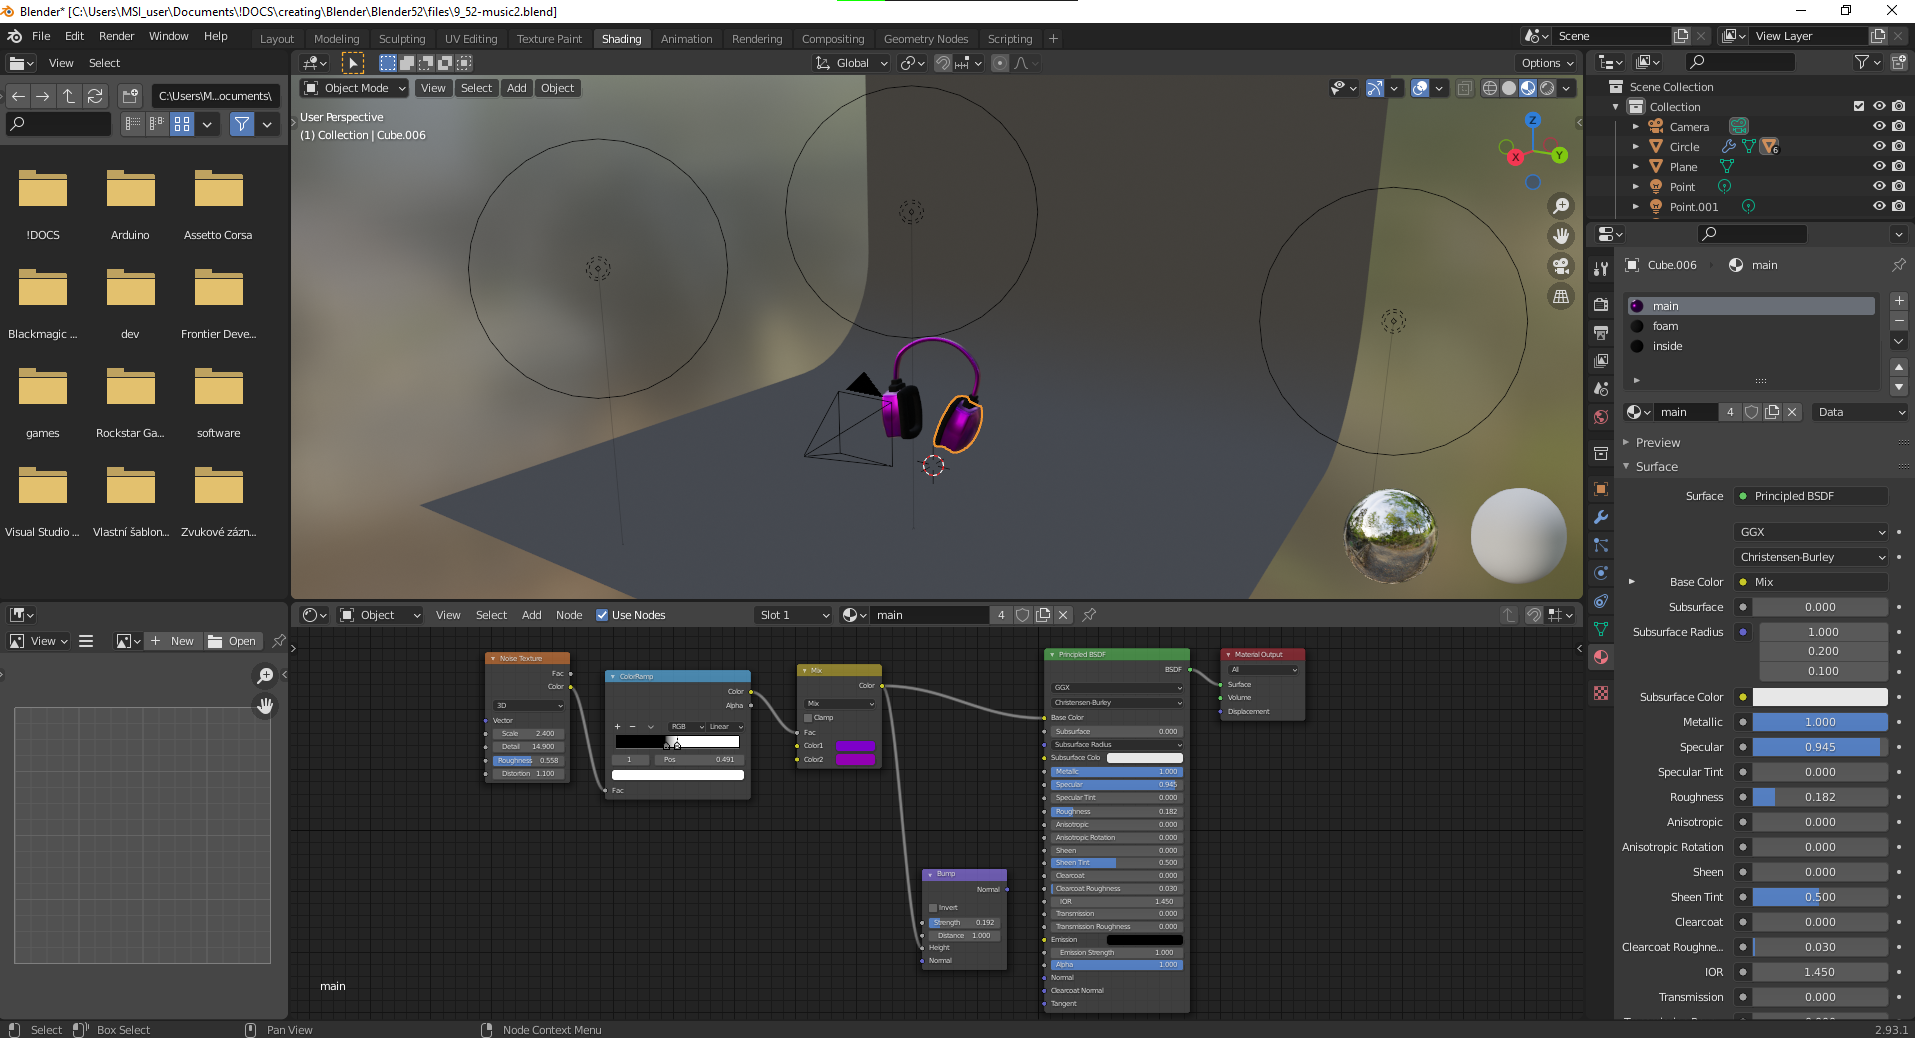 Blender* [C:\Users\MSI_user\Documents\!DOCS\creating\Blender\Blender52\files\9_52-music2.blend]
File Edit Render Window Help Layout Modeling Sculpting UV Editing Texture Paint Shading Animation Rendering Compositing Geometry Nodes Scripting + Scene View Layer
View Select Global Options
C:\Users\M...ocuments\
Object Mode View Select Add Object
User Perspective
(1) Collection | Cube.006
Z
X
Y
Scene Collection
Collection
Camera
Circle 6
Plane
Point
Point.001
!DOCS Arduino Assetto Corsa
Blackmagic ... dev Frontier Deve...
games Rockstar Ga... software
Visual Studio ... Vlastní šablon... Zvukové zázn...
Cube.006 main
main
foam
inside
main 4 Data
Preview
Surface
Surface Principled BSDF
GGX
Christensen-Burley
Base Color Mix
Subsurface 0.000
Subsurface Radius 1.000
0.200
0.100
Subsurface Color
Metallic 1.000
Specular 0.945
Specular Tint 0.000
Roughness 0.182
Anisotropic 0.000
Anisotropic Rotation 0.000
Sheen 0.000
Sheen Tint 0.500
Clearcoat 0.000
Clearcoat Roughne... 0.030
IOR 1.450
Transmission 0.000
View New Open
Object View Select Add Node Use Nodes Slot 1 main 4
Noise Texture
Fac
Color
3D
Vector
Scale 2.400
Detail 14.900
Roughness 0.558
Distortion 1.100
ColorRamp
Color
Alpha
+ − RGB Linear
1 Pos 0.491
Fac
Mix
Color
Mix
Clamp
Fac
Color1
Color2
Bump
Normal
Invert
Strength 0.192
Distance 1.000
Height
Normal
Principled BSDF
BSDF
GGX
Christensen-Burley
Base Color
Subsurface 0.000
Subsurface Radius
Subsurface Colo
Metallic 1.000
Specular 0.945
Specular Tint 0.000
Roughness 0.182
Anisotropic 0.000
Anisotropic Rotation 0.000
Sheen 0.000
Sheen Tint 0.500
Clearcoat 0.000
Clearcoat Roughness 0.030
IOR 1.450
Transmission 0.000
Transmission Roughness 0.000
Emission
Emission Strength 1.000
Alpha 1.000
Normal
Clearcoat Normal
Tangent
Material Output
All
Surface
Volume
Displacement
main
Select Box Select Pan View Node Context Menu 2.93.1